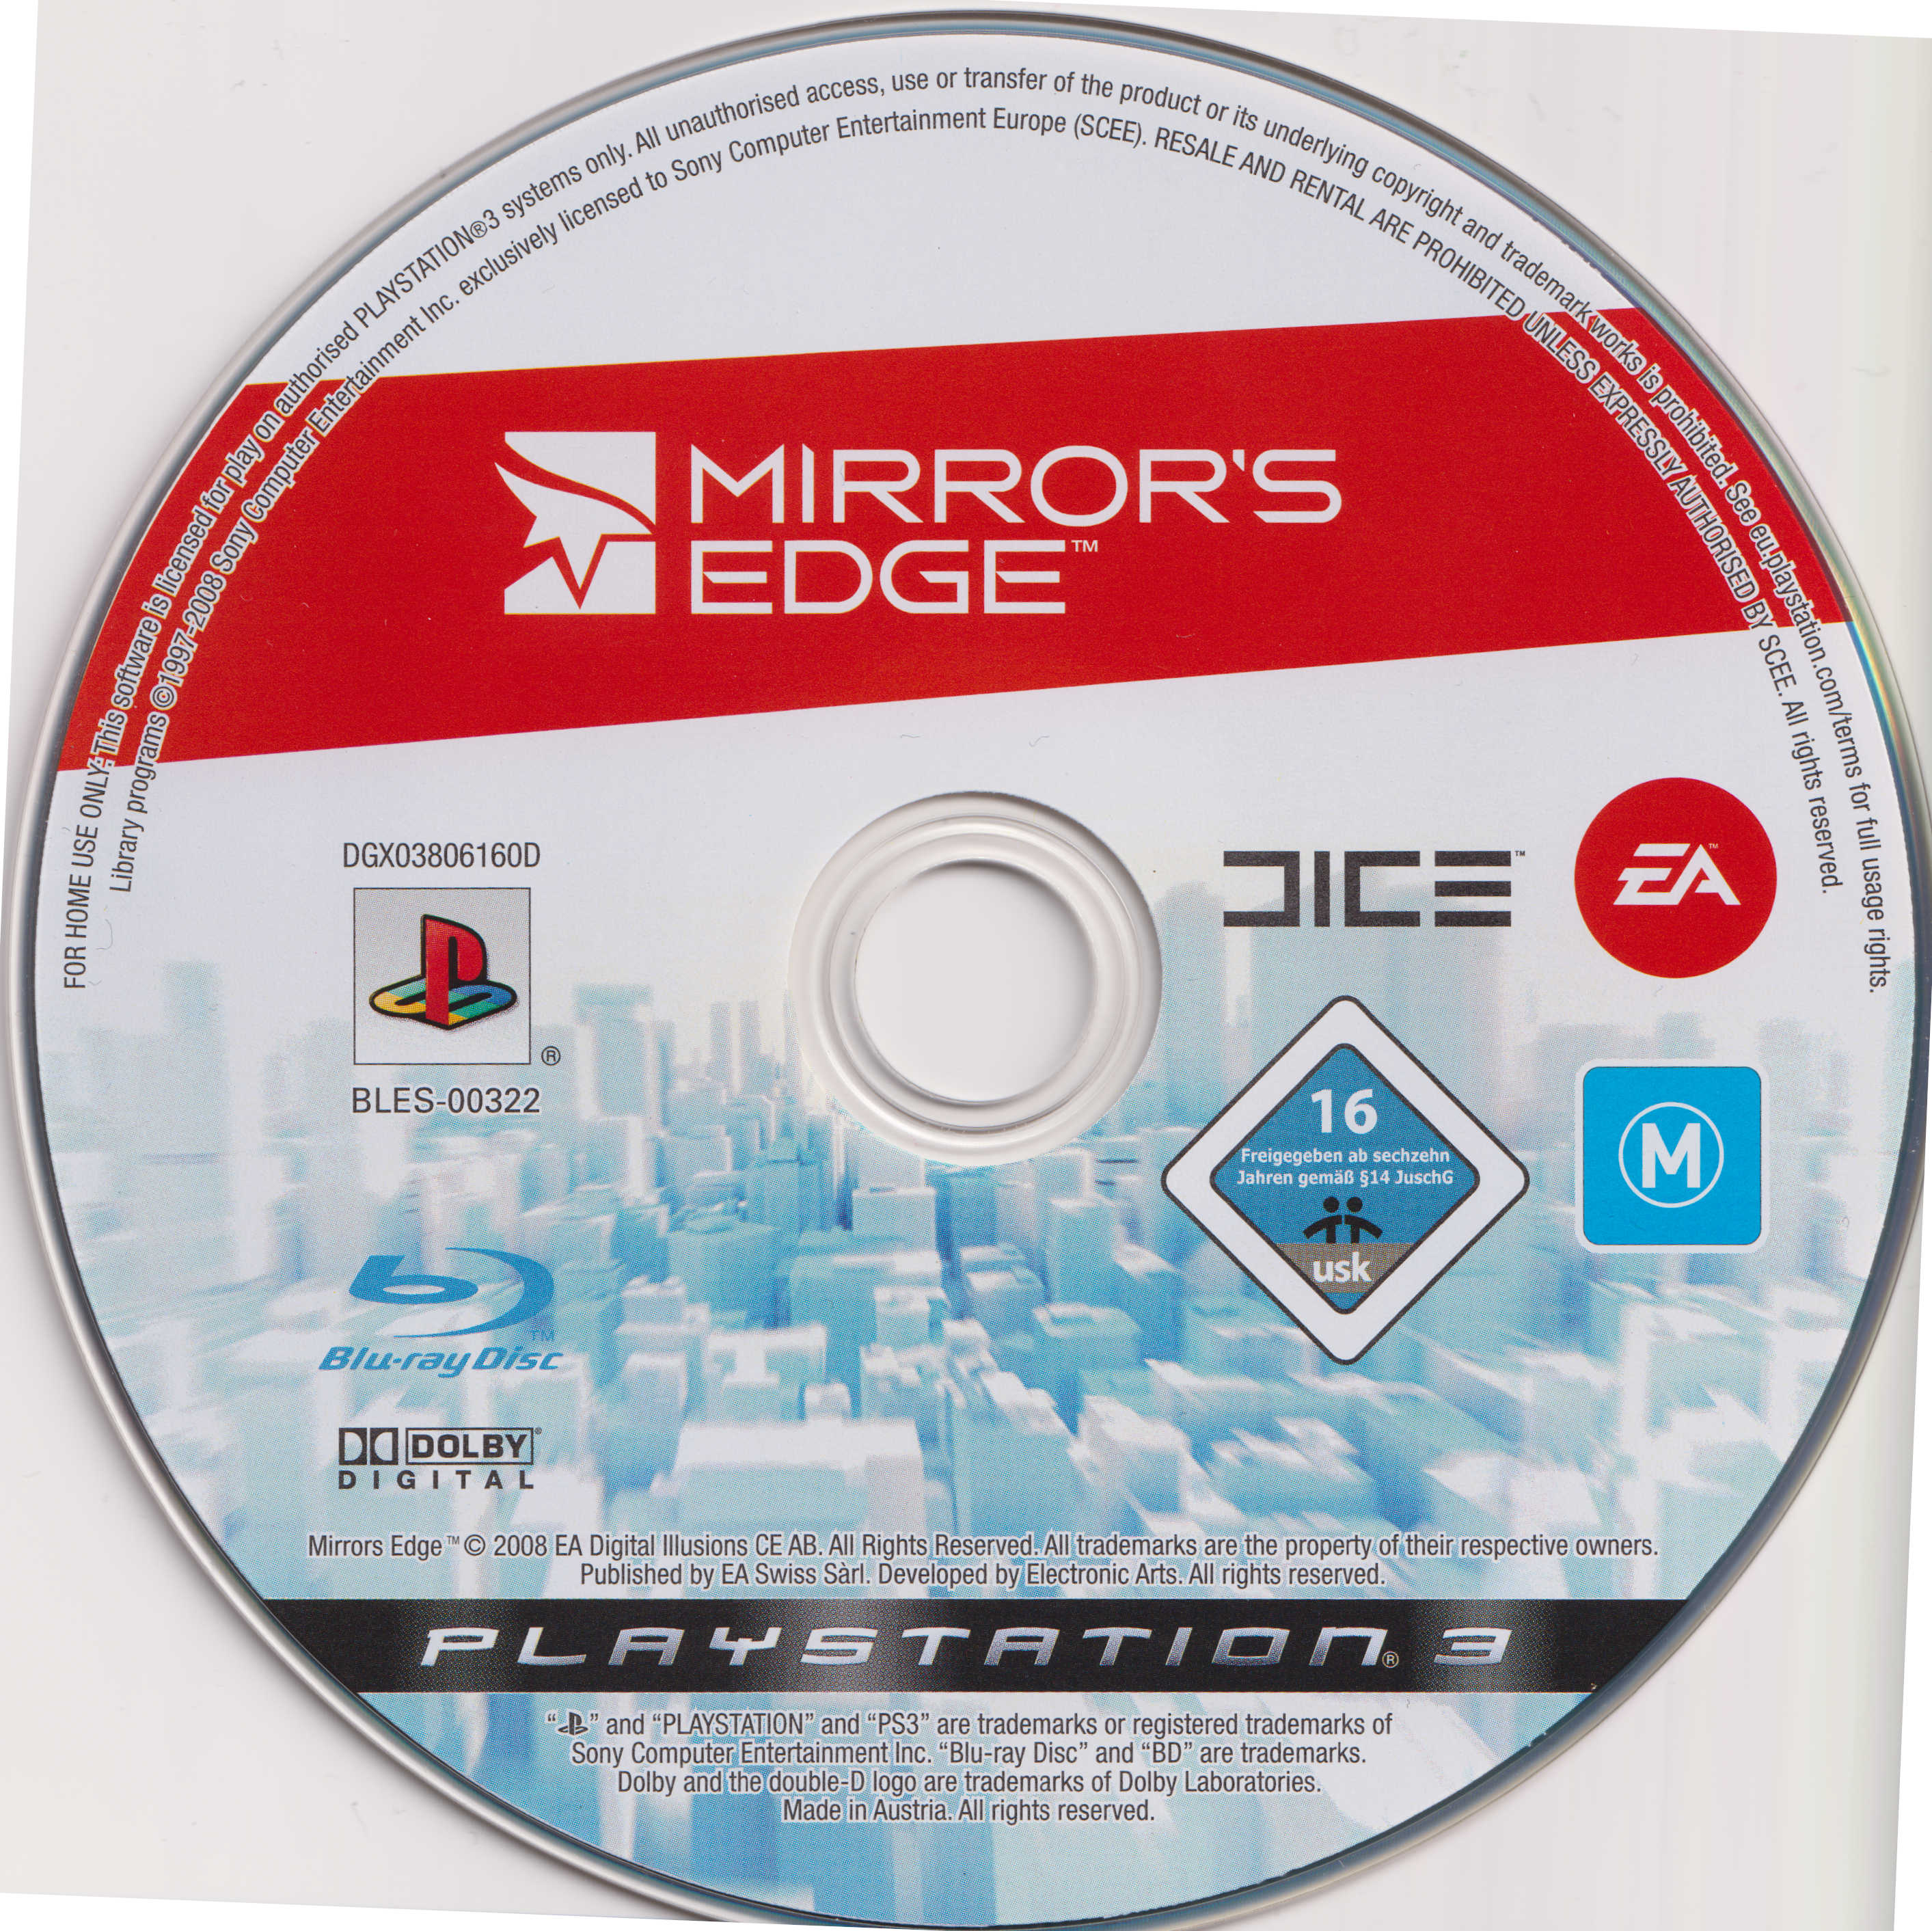 FOR HOME USE ONLY: This software is licensed for play on authorised PLAYSTATION®3 systems only. All unauthorised access, use or transfer of the product or its underlying copyright and trademark works is prohibited. See eu.playstation.com/terms for full usage rights.
Library programs ©1997-2008 Sony Computer Entertainment Inc. exclusively licensed to Sony Computer Entertainment Europe (SCEE). RESALE AND RENTAL ARE PROHIBITED UNLESS EXPRESSLY AUTHORISED BY SCEE. All rights reserved.
MIRROR'S
EDGE™
DGX03806160D
®
BLES-00322
DICE™
EA™
16
Freigegeben ab sechzehn
Jahren gemäß §14 JuschG
usk
M
™
Blu-ray Disc
DOLBY®
DIGITAL
Mirrors Edge™ © 2008 EA Digital Illusions CE AB. All Rights Reserved. All trademarks are the property of their respective owners.
Published by EA Swiss Sàrl. Developed by Electronic Arts. All rights reserved.
PLAYSTATION®3
“ ” and “PLAYSTATION” and “PS3” are trademarks or registered trademarks of
Sony Computer Entertainment Inc. “Blu-ray Disc” and “BD” are trademarks.
Dolby and the double-D logo are trademarks of Dolby Laboratories.
Made in Austria. All rights reserved.